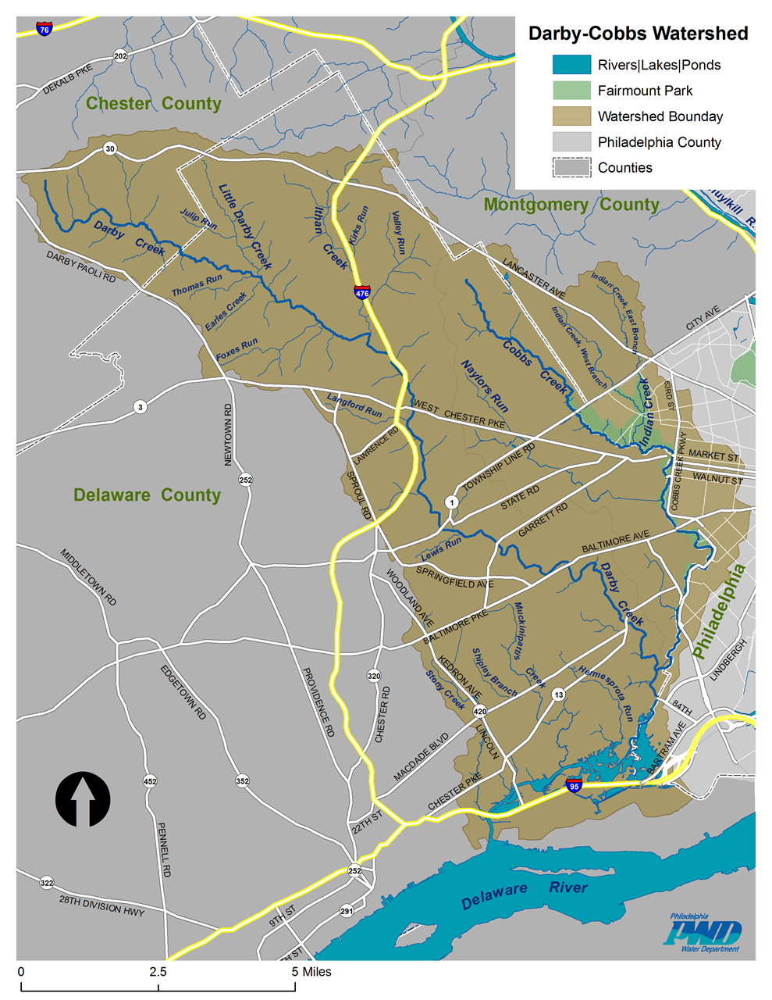 Darby-Cobbs Watershed
Rivers|Lakes|Ponds
Fairmount Park
Watershed Bounday
Philadelphia County
Counties
76
202
DEKALB PKE
Chester County
30
Montgomery County
Darby Creek
Julip Run
Little Darby Creek
Ithan Creek
Kirks Run
Valley Run
DARBY PAOLI RD
Thomas Run
Earles Creek
Foxes Run
476
LANCASTER AVE
Indian Creek, East Branch
Indian Creek, West Branch
CITY AVE
Cobbs Creek
Naylors Run
Indian Creek
63RD ST
3
Langford Run
WEST CHESTER PKE
LAWRENCE RD
NEWTOWN RD
SPROUL RD
TOWNSHIP LINE RD
STATE RD
GARRETT RD
COBBS CREEK PKWY
MARKET ST
WALNUT ST
252
1
Delaware County
Lewis Run
BALTIMORE AVE
SPRINGFIELD AVE
MIDDLETOWN RD
WOODLAND AVE
Darby Creek
Philadelphia
BALTIMORE PKE
Muckinipattis Creek
LINDBERGH
EDGETOWN RD
PROVIDENCE RD
320
CHESTER RD
KEDRON AVE
Shipley Branch
Stony Creek
Hermesprota Run
13
420
84TH
LINCOLN
BARTRAM AVE
MACDADE BLVD
CHESTER PKE
452
352
95
22TH ST
PENNELL RD
252
322
28TH DIVISION HWY
9TH ST
291
TH ST
Delaware River
Philadelphia
PWD
Water Department
0 2.5 5 Miles